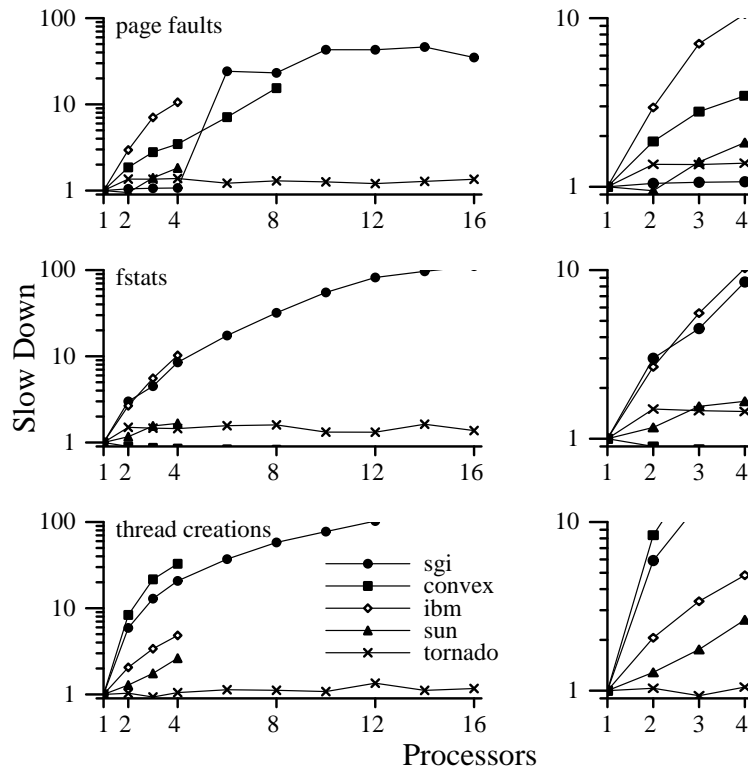 100
page faults
10
1
1 2 4 8 12 16
10
1
1 2 3 4
Slow Down
100
fstats
10
1
1 2 4 8 12 16
10
1
1 2 3 4
100
thread creations
10
1
1 2 4 8 12 16
sgi
convex
ibm
sun
tornado
10
1
1 2 3 4
Processors